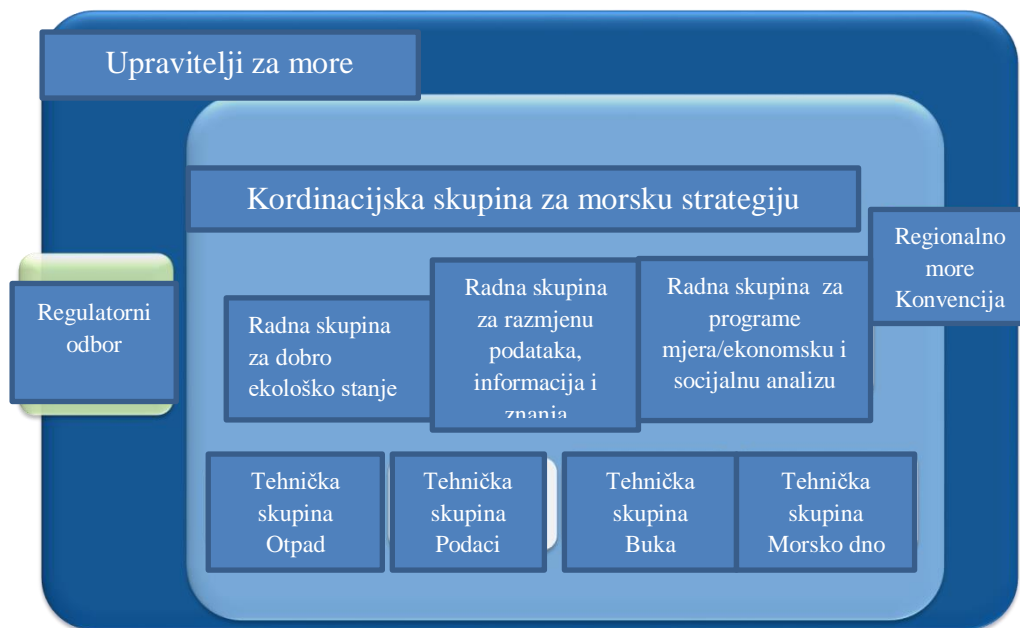 Upravitelji za more
Kordinacijska skupina za morsku strategiju
Regionalno
more
Konvencija
Regulatorni
odbor
Radna skupina
za dobro
ekološko stanje
Radna skupina
za razmjenu
podataka,
informacija i
znanja
Radna skupina za
programe
mjera/ekonomsku i
socijalnu analizu
Tehnička
skupina
Otpad
Tehnička
skupina
Podaci
Tehnička
skupina
Buka
Tehnička
skupina
Morsko dno